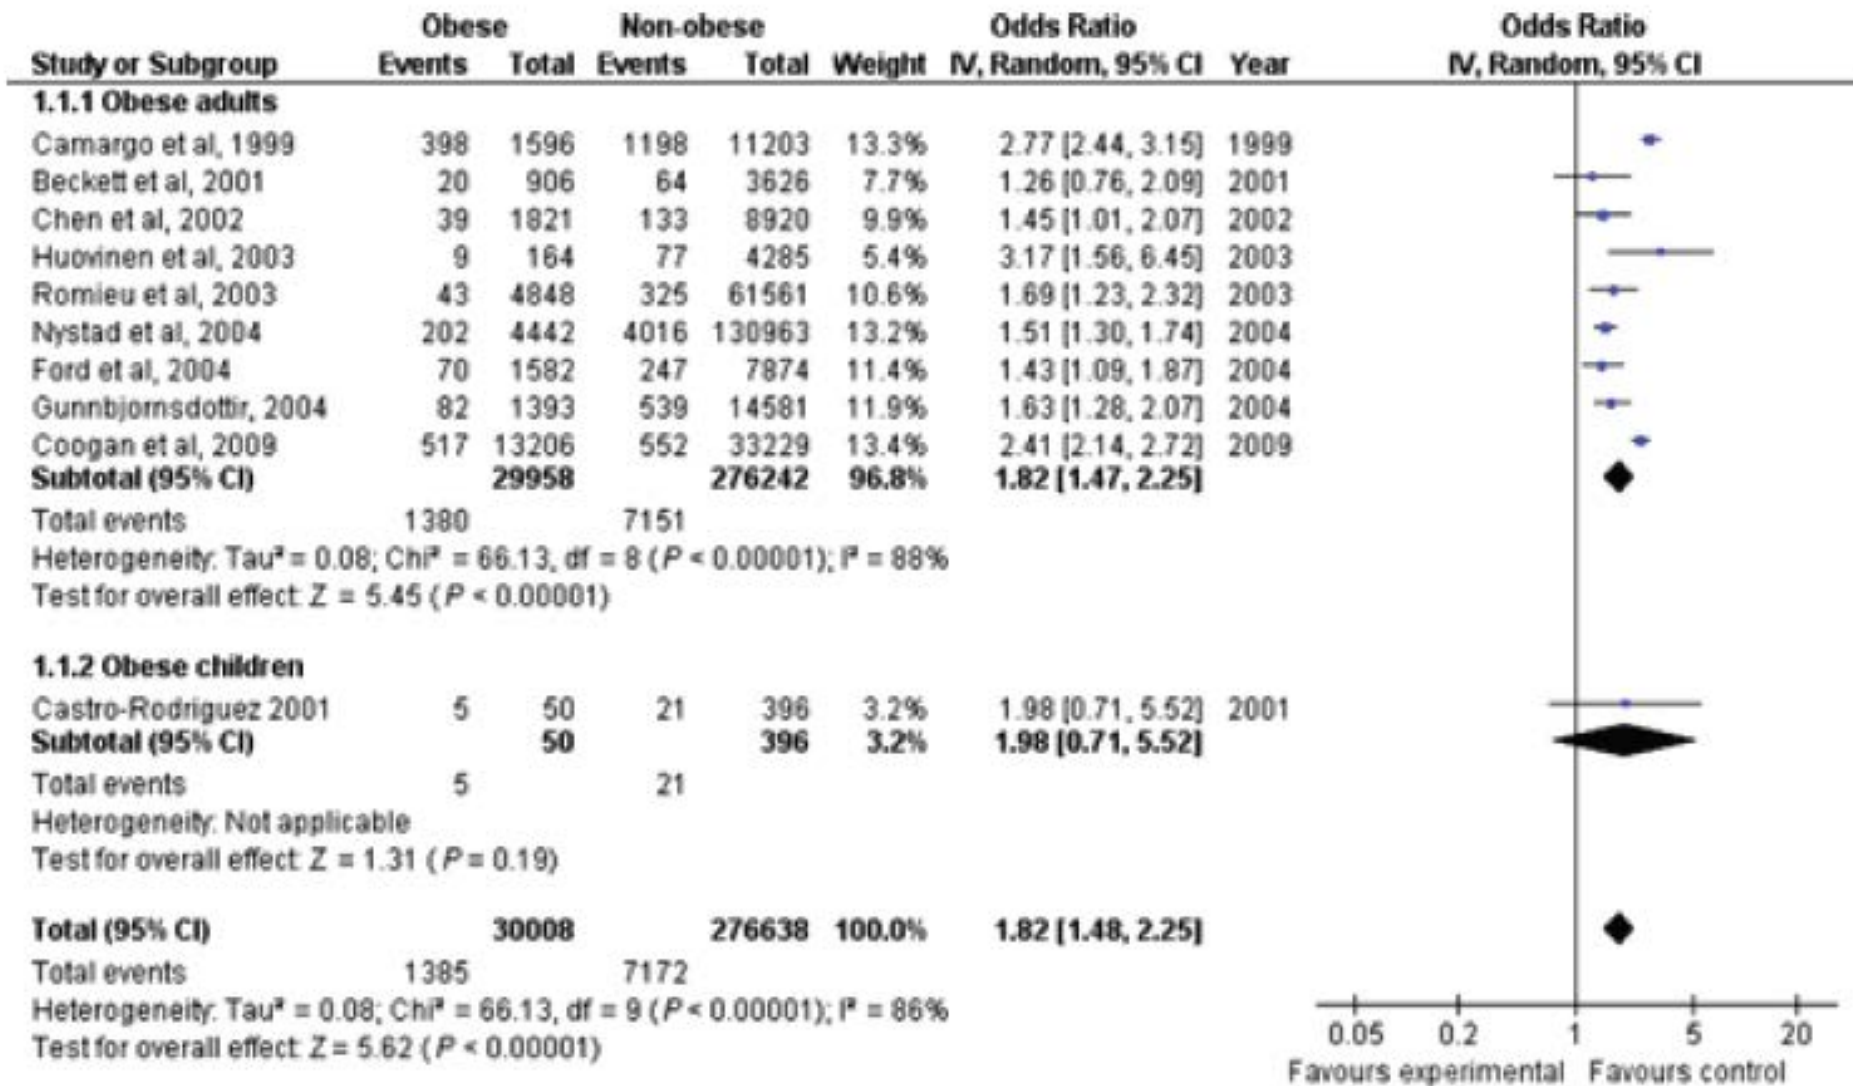 Obese Non-obese Odds Ratio Odds Ratio
Study or Subgroup Events Total Events Total Weight IV, Random, 95% CI Year IV, Random, 95% CI
1.1.1 Obese adults
Camargo et al, 1999 398 1596 1198 11203 13.3% 2.77 [2.44, 3.15] 1999
Beckett et al, 2001 20 906 64 3626 7.7% 1.26 [0.76, 2.09] 2001
Chen et al, 2002 39 1821 133 8920 9.9% 1.45 [1.01, 2.07] 2002
Huovinen et al, 2003 9 164 77 4285 5.4% 3.17 [1.56, 6.45] 2003
Romieu et al, 2003 43 4848 325 61561 10.6% 1.69 [1.23, 2.32] 2003
Nystad et al, 2004 202 4442 4016 130963 13.2% 1.51 [1.30, 1.74] 2004
Ford et al, 2004 70 1582 247 7874 11.4% 1.43 [1.09, 1.87] 2004
Gunnbjornsdottir, 2004 82 1393 539 14581 11.9% 1.63 [1.28, 2.07] 2004
Coogan et al, 2009 517 13206 552 33229 13.4% 2.41 [2.14, 2.72] 2009
Subtotal (95% CI) 29958 276242 96.8% 1.82 [1.47, 2.25]
Total events 1380 7151
Heterogeneity: Tau² = 0.08; Chi² = 66.13, df = 8 (P < 0.00001); I² = 88%
Test for overall effect: Z = 5.45 (P < 0.00001)
1.1.2 Obese children
Castro-Rodriguez 2001 5 50 21 396 3.2% 1.98 [0.71, 5.52] 2001
Subtotal (95% CI) 50 396 3.2% 1.98 [0.71, 5.52]
Total events 5 21
Heterogeneity: Not applicable
Test for overall effect: Z = 1.31 (P = 0.19)
Total (95% CI) 30008 276638 100.0% 1.82 [1.48, 2.25]
Total events 1385 7172
Heterogeneity: Tau² = 0.08; Chi² = 66.13, df = 9 (P < 0.00001); I² = 86%
Test for overall effect: Z = 5.62 (P < 0.00001)
0.05 0.2 1 5 20
Favours experimental Favours control